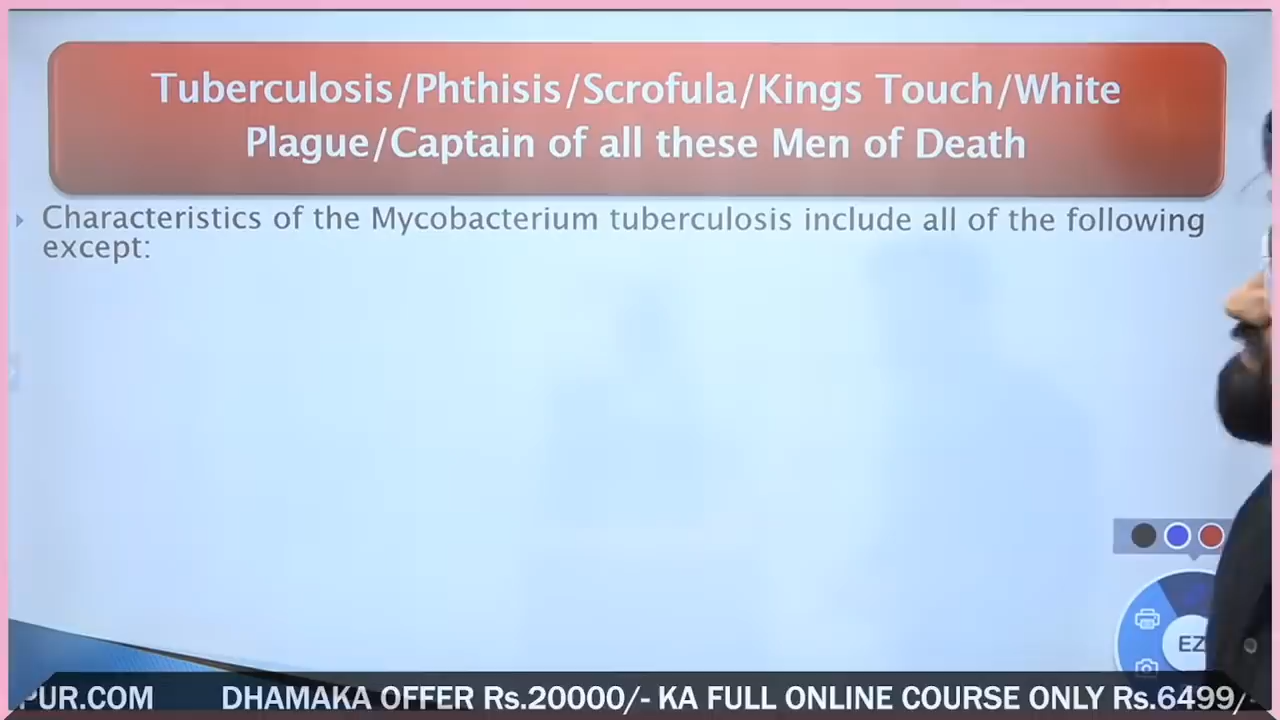 Tuberculosis/Phthisis/Scrofula/Kings Touch/White
Plague/Captain of all these Men of Death
Characteristics of the Mycobacterium tuberculosis include all of the following
except:
EZ
PUR.COM DHAMAKA OFFER Rs.20000/- KA FULL ONLINE COURSE ONLY Rs.6499/-